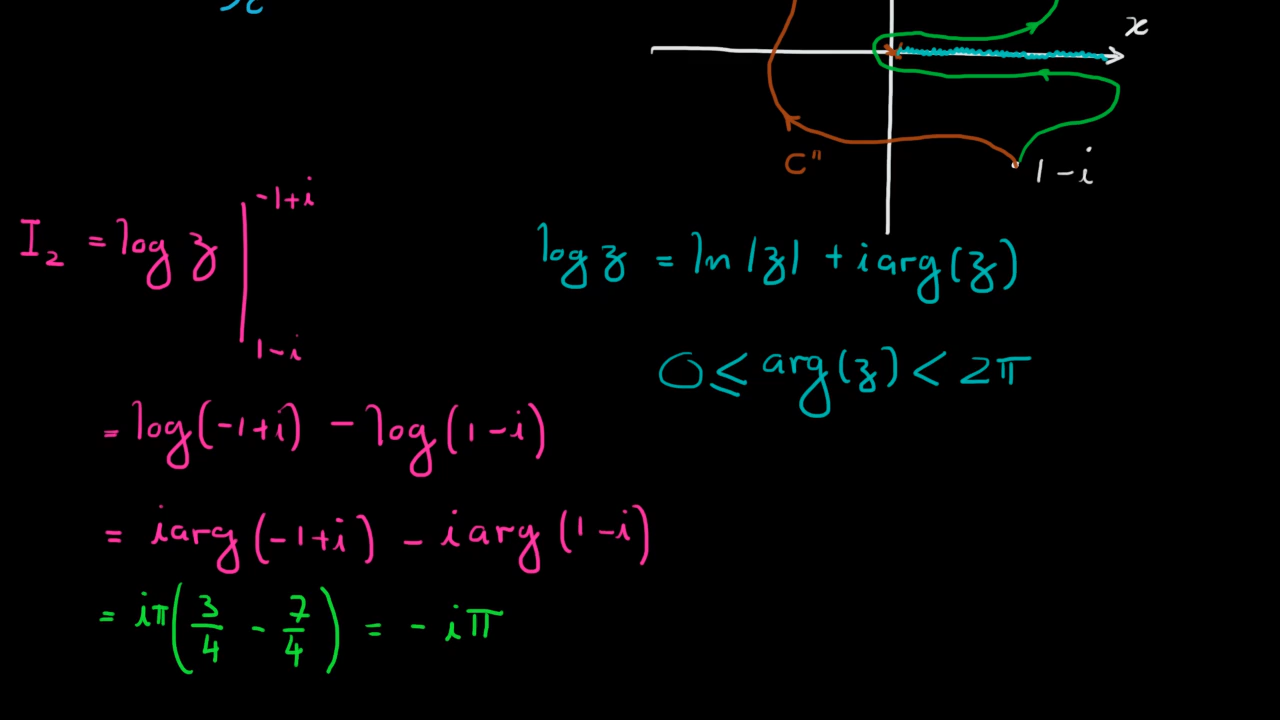 x
C"
1-i
I₂ = log z |
-1+i
1-i
log z = ln |z| + i arg(z)
0 ≤ arg(z) < 2π
= log(-1+i) - log(1-i)
= i arg(-1+i) - i arg(1-i)
= iπ(3/4 - 7/4) = -iπ